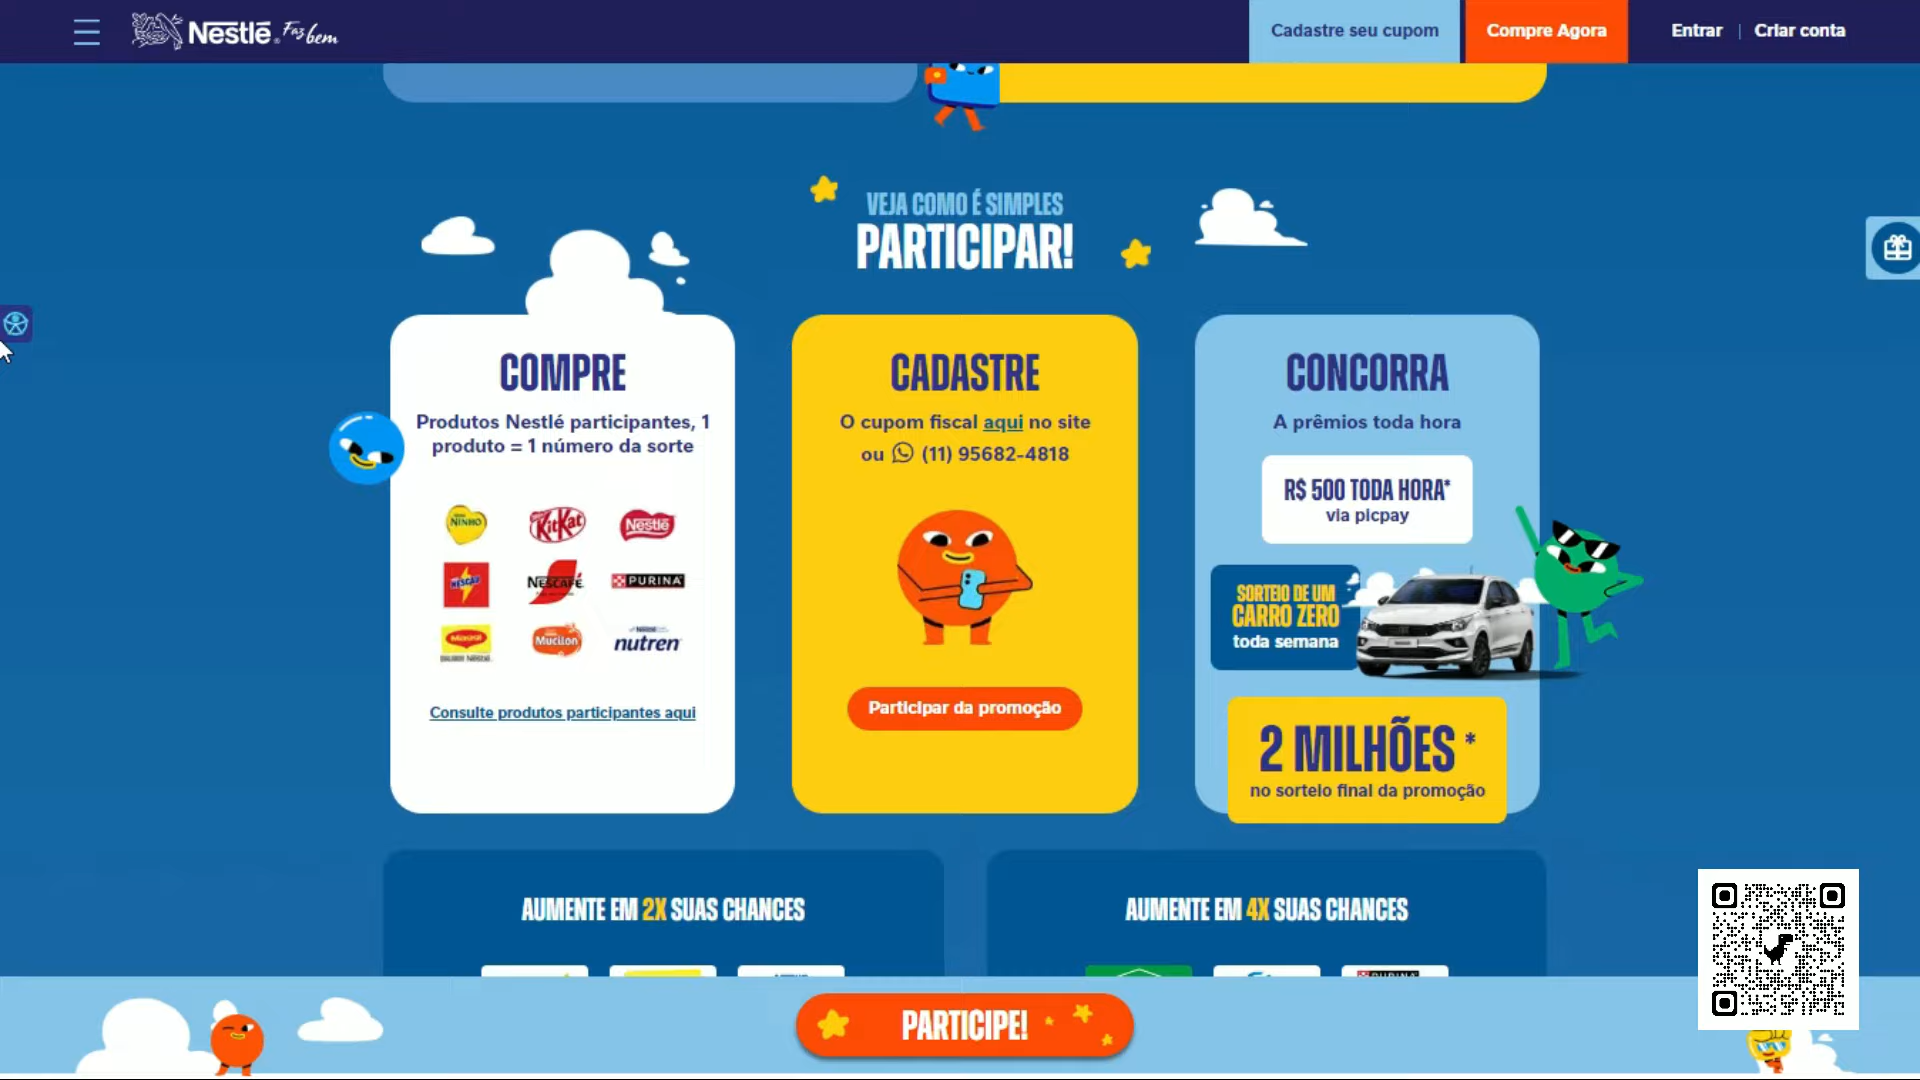 Nestlé Faz bem
Cadastre seu cupom
Compre Agora
Entrar | Criar conta
VEJA COMO É SIMPLES
PARTICIPAR!
COMPRE
Produtos Nestlé participantes, 1
produto = 1 número da sorte
NINHO
KitKat
Nestlé
NESCAU
NESCAFÉ
PURINA
MAGGI
Mucilon
nutren
Consulte produtos participantes aqui
CADASTRE
O cupom fiscal aqui no site
ou (11) 95682-4818
Participar da promoção
CONCORRA
A prêmios toda hora
R$ 500 TODA HORA*
via picpay
SORTEIO DE UM
CARRO ZERO
toda semana
2 MILHÕES *
no sorteio final da promoção
AUMENTE EM 2X SUAS CHANCES
AUMENTE EM 4X SUAS CHANCES
PURINA
PARTICIPE!